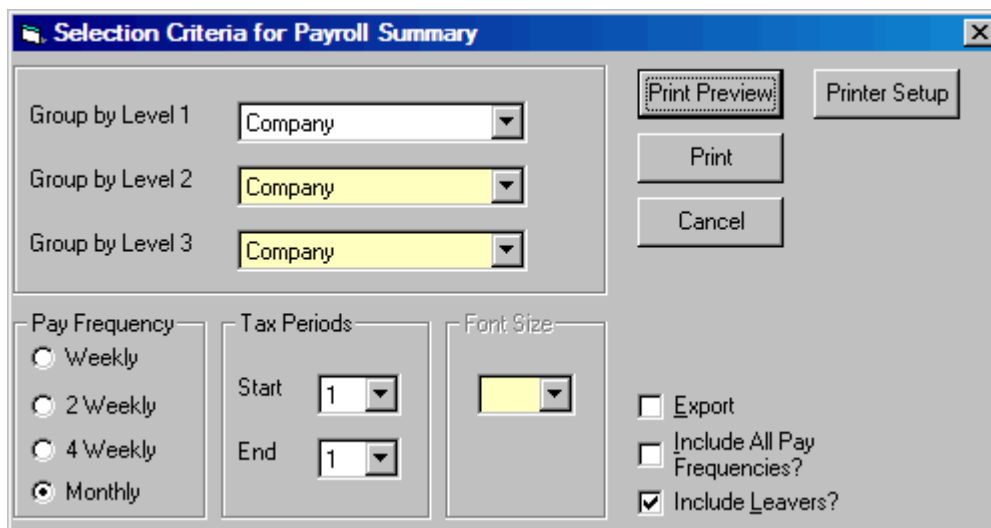 Selection Criteria for Payroll Summary
Group by Level 1 Company
Group by Level 2 Company
Group by Level 3 Company
Print Preview
Printer Setup
Print
Cancel
Pay Frequency
Weekly
2 Weekly
4 Weekly
Monthly
Tax Periods
Start 1
End 1
Font Size
Export
Include All Pay
Frequencies?
Include Leavers?